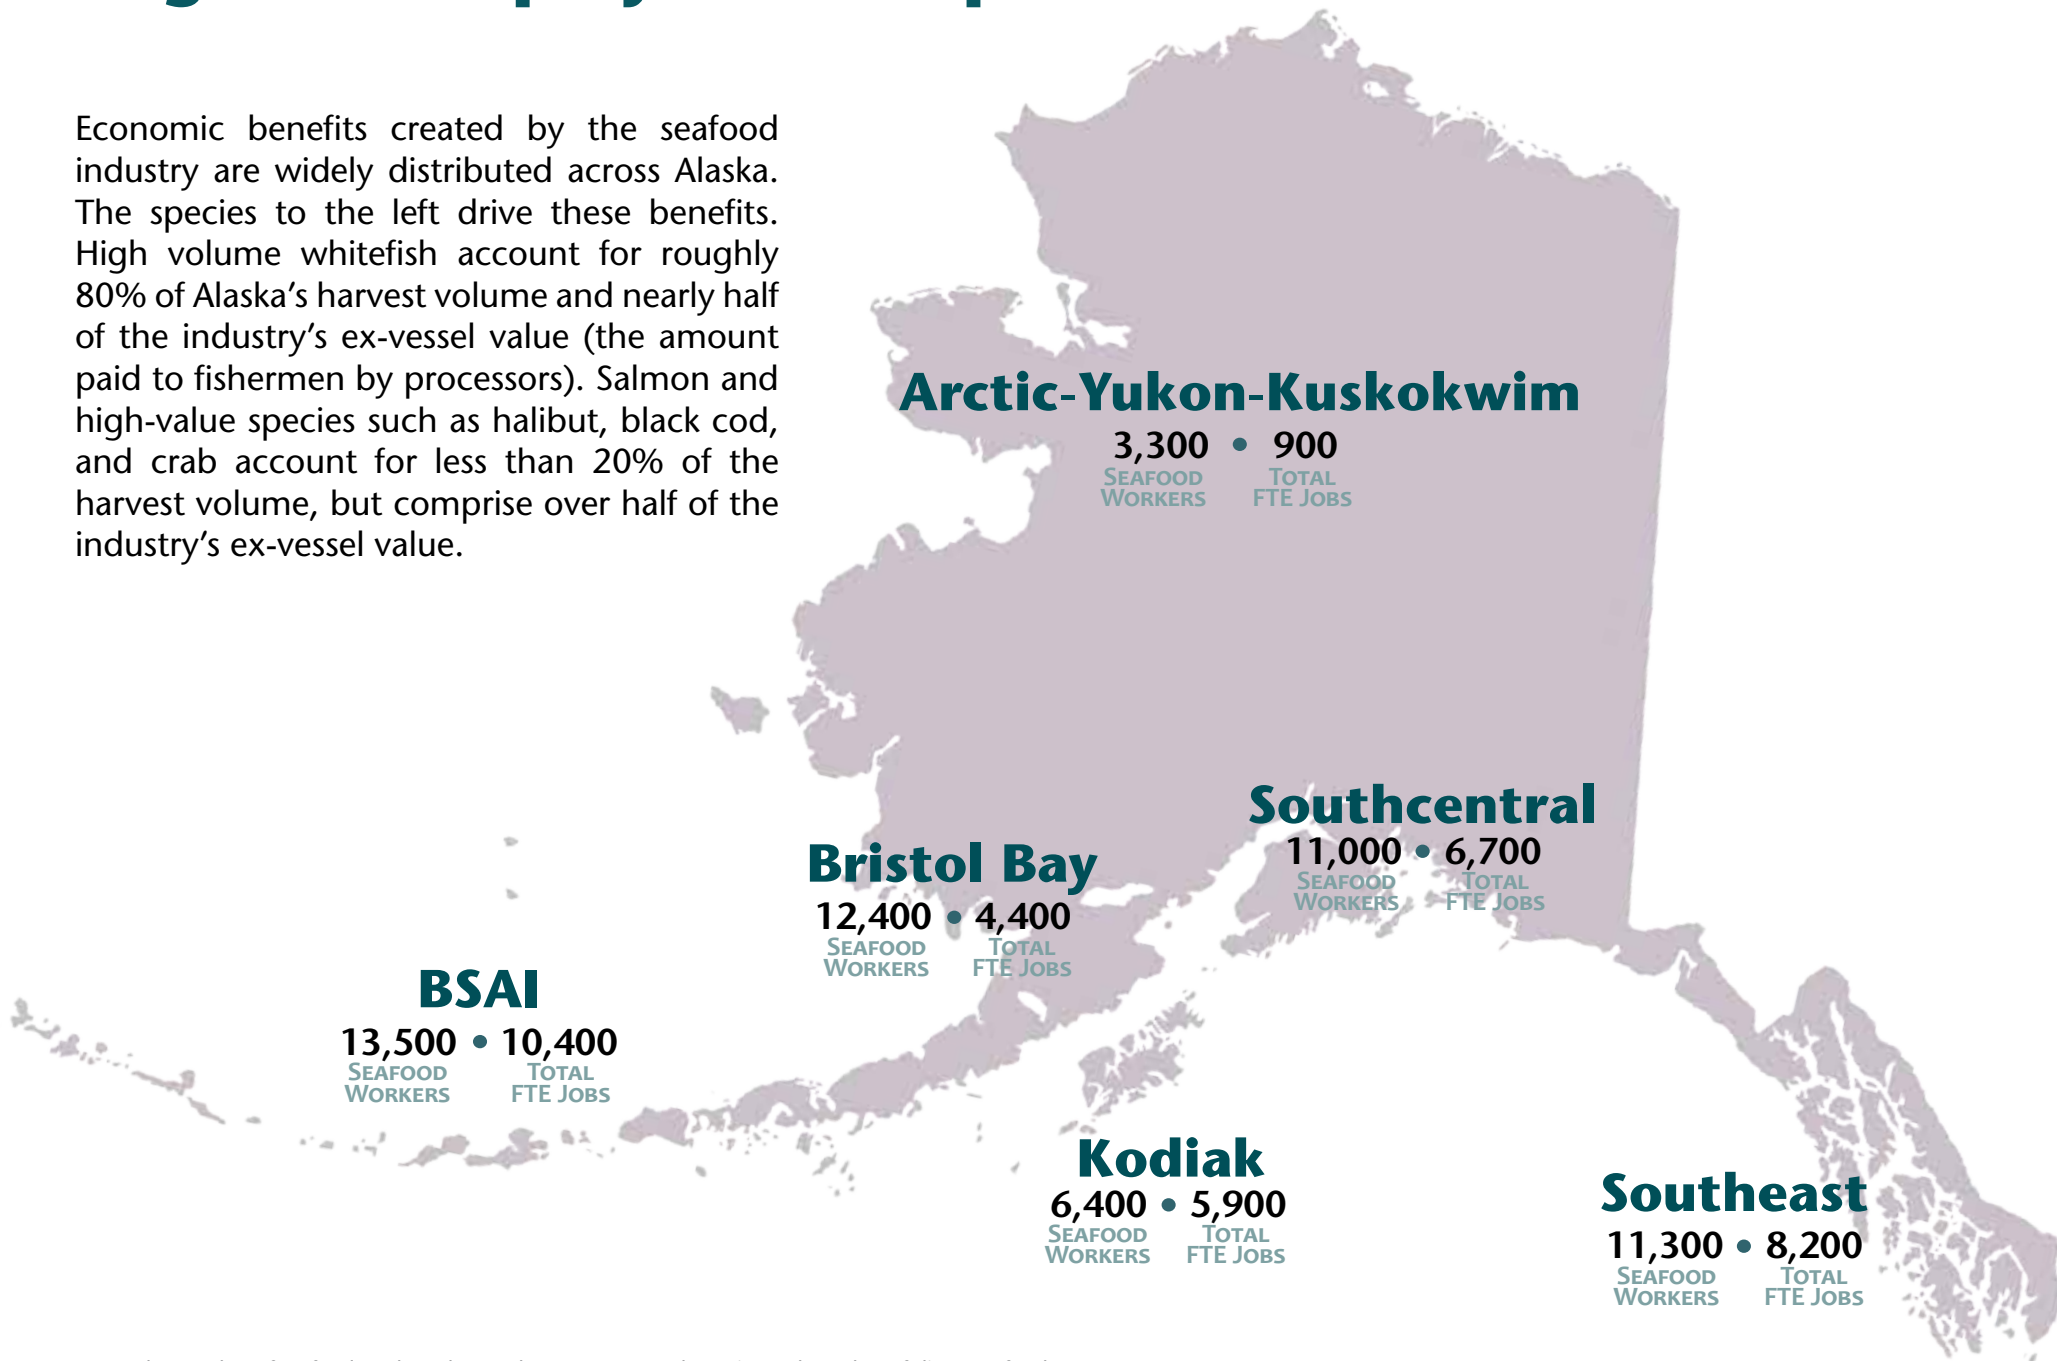 Economic benefits created by the seafood
industry are widely distributed across Alaska.
The species to the left drive these benefits.
High volume whitefish account for roughly
80% of Alaska's harvest volume and nearly half
of the industry's ex-vessel value (the amount
paid to fishermen by processors). Salmon and
high-value species such as halibut, black cod,
and crab account for less than 20% of the
harvest volume, but comprise over half of the
industry's ex-vessel value.
Arctic-Yukon-Kuskokwim
3,300 • 900
Seafood Workers Total FTE Jobs
Southcentral
11,000 • 6,700
Seafood Workers Total FTE Jobs
Bristol Bay
12,400 • 4,400
Seafood Workers Total FTE Jobs
BSAI
13,500 • 10,400
Seafood Workers Total FTE Jobs
Kodiak
6,400 • 5,900
Seafood Workers Total FTE Jobs
Southeast
11,300 • 8,200
Seafood Workers Total FTE Jobs